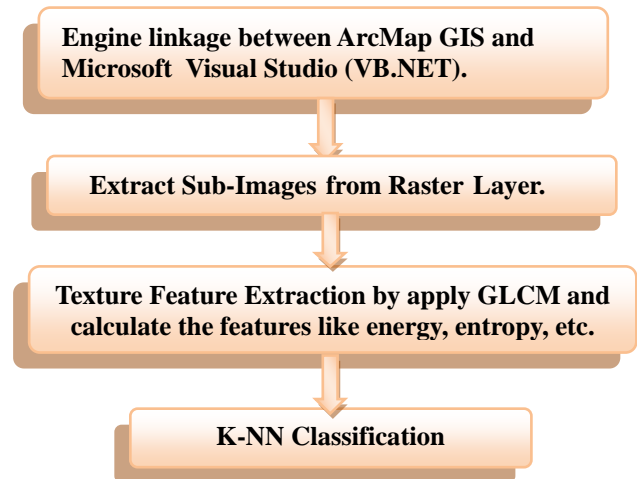 Engine linkage between ArcMap GIS and
Microsoft Visual Studio (VB.NET).
Extract Sub-Images from Raster Layer.
Texture Feature Extraction by apply GLCM and
calculate the features like energy, entropy, etc.
K-NN Classification